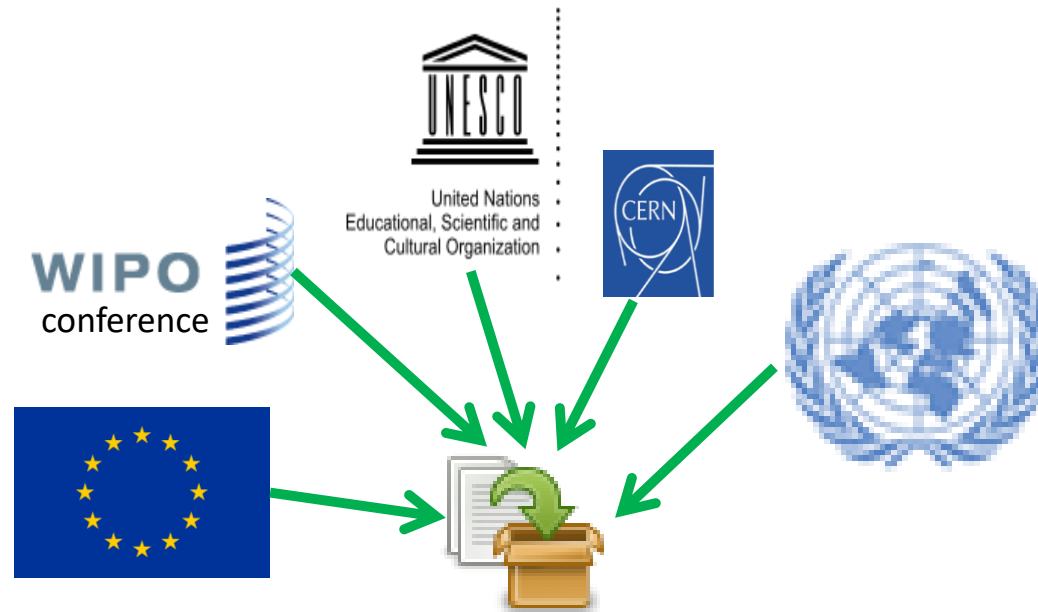 UNESCO
United Nations
Educational, Scientific and
Cultural Organization
CERN
WIPO
conference